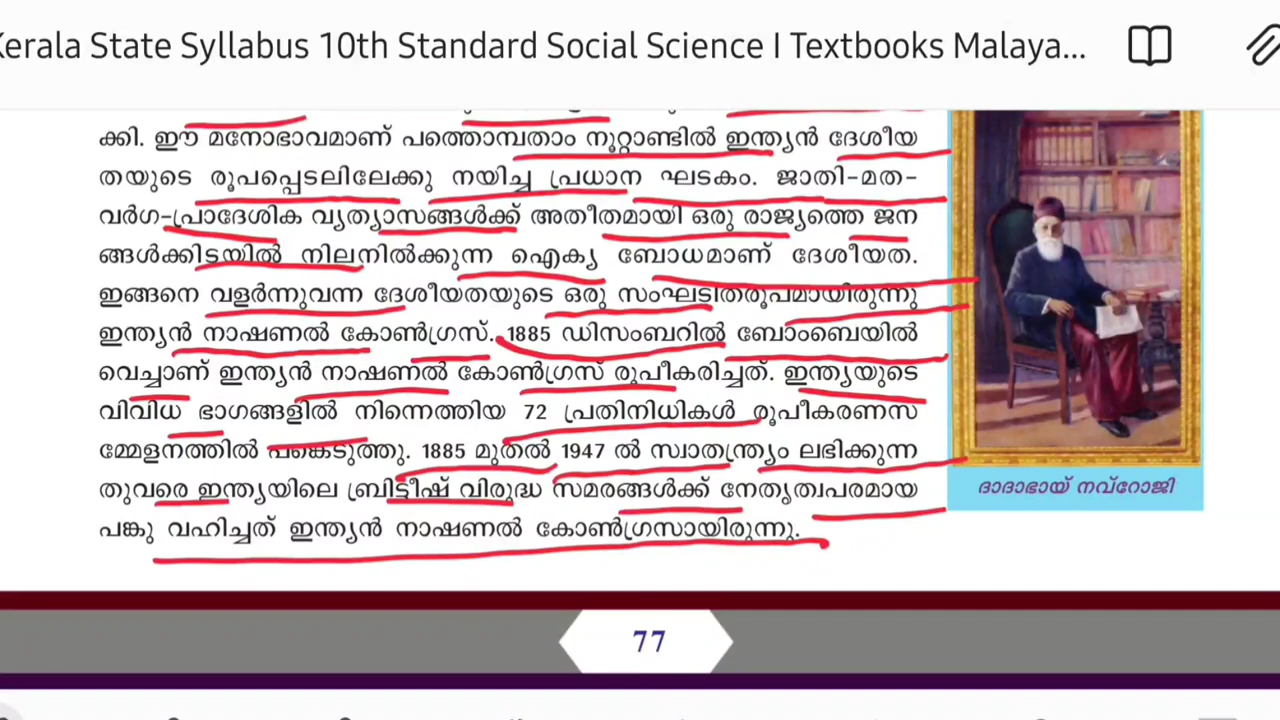 Kerala State Syllabus 10th Standard Social Science I Textbooks Malaya...
ക്കി. ഈ മനോഭാവമാണ് പത്തൊമ്പതാം നൂറ്റാണ്ടിൽ ഇന്ത്യൻ ദേശീയ
തയുടെ രൂപപ്പെടലിലേക്കു നയിച്ച പ്രധാന ഘടകം. ജാതി-മത-
വർഗ-പ്രാദേശിക വ്യത്യാസങ്ങൾക്ക് അതീതമായി ഒരു രാജ്യത്തെ ജന
ങ്ങൾക്കിടയിൽ നിലനിൽക്കുന്ന ഐക്യ ബോധമാണ് ദേശീയത.
ഇങ്ങനെ വളർന്നുവന്ന ദേശീയതയുടെ ഒരു സംഘടിതരൂപമായിരുന്നു
ഇന്ത്യൻ നാഷണൽ കോൺഗ്രസ്. 1885 ഡിസംബറിൽ ബോംബെയിൽ
വെച്ചാണ് ഇന്ത്യൻ നാഷണൽ കോൺഗ്രസ് രൂപീകരിച്ചത്. ഇന്ത്യയുടെ
വിവിധ ഭാഗങ്ങളിൽ നിന്നെത്തിയ 72 പ്രതിനിധികൾ രൂപീകരണസ
മ്മേളനത്തിൽ പങ്കെടുത്തു. 1885 മുതൽ 1947 ൽ സ്വാതന്ത്ര്യം ലഭിക്കുന്ന
തുവരെ ഇന്ത്യയിലെ ബ്രിട്ടീഷ് വിരുദ്ധ സമരങ്ങൾക്ക് നേതൃത്വപരമായ
പങ്കു വഹിച്ചത് ഇന്ത്യൻ നാഷണൽ കോൺഗ്രസായിരുന്നു.
ദാദാഭായ് നവ്റോജി
77